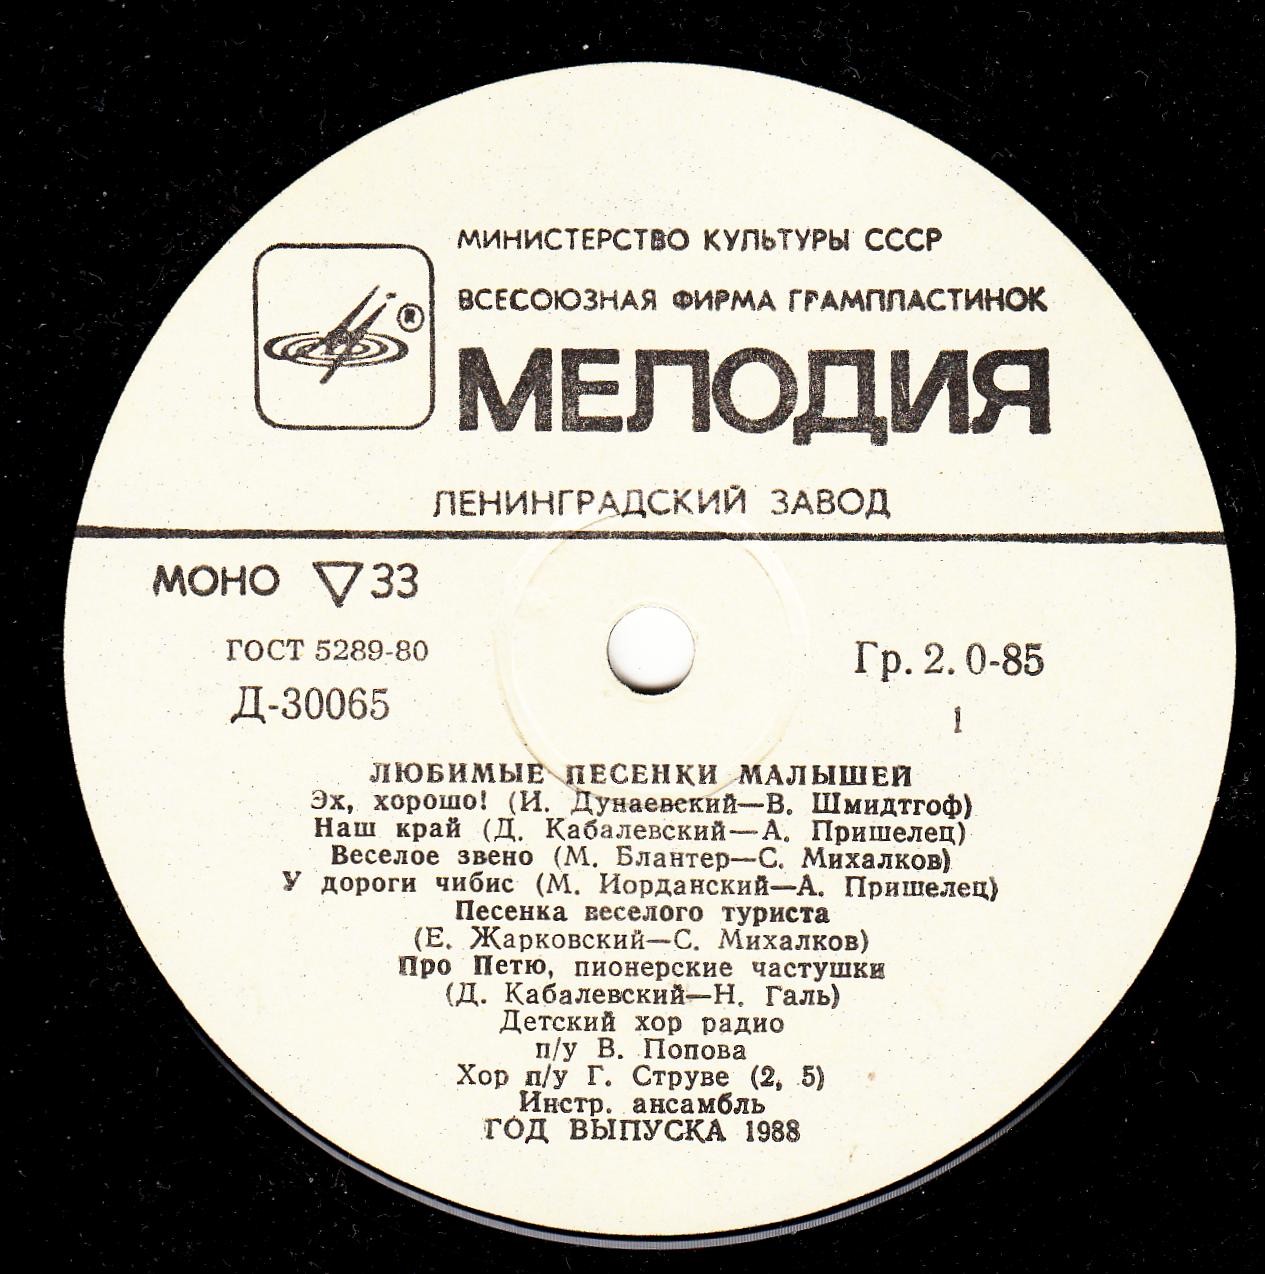 МИНИСТЕРСТВО КУЛЬТУРЫ СССР
ВСЕСОЮЗНАЯ ФИРМА ГРАМПЛАСТИНОК
®
МЕЛОДИЯ
ЛЕНИНГРАДСКИЙ ЗАВОД
МОНО ▽33
ГОСТ 5289-80
Д-30065
Гр. 2. 0-85
1
ЛЮБИМЫЕ ПЕСЕНКИ МАЛЫШЕЙ
Эх, хорошо! (И. Дунаевский—В. Шмидтгоф)
Наш край (Д. Кабалевский—А. Пришелец)
Веселое звено (М. Блантер—С. Михалков)
У дороги чибис (М. Иорданский—А. Пришелец)
Песенка веселого туриста
(Е. Жарковский—С. Михалков)
Про Петю, пионерские частушки
(Д. Кабалевский—Н. Галь)
Детский хор радио
п/у В. Попова
Хор п/у Г. Струве (2, 5)
Инстр. ансамбль
ГОД ВЫПУСКА 1988